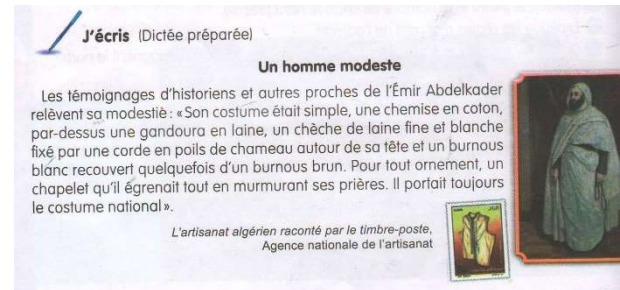 J'écris (Dictée préparée)
Un homme modeste
Les témoignages d'historiens et autres proches de l'Émir Abdelkader
relèvent sa modestie : «Son costume était simple, une chemise en coton,
par-dessus une gandoura en laine, un chèche de laine fine et blanche
fixé par une corde en poils de chameau autour de sa tête et un burnous
blanc recouvert quelquefois d'un burnous brun. Pour tout ornement, un
chapelet qu'il égrenait tout en murmurant ses prières. Il portait toujours
le costume national».
L'artisanat algérien raconté par le timbre-poste,
Agence nationale de l'artisanat